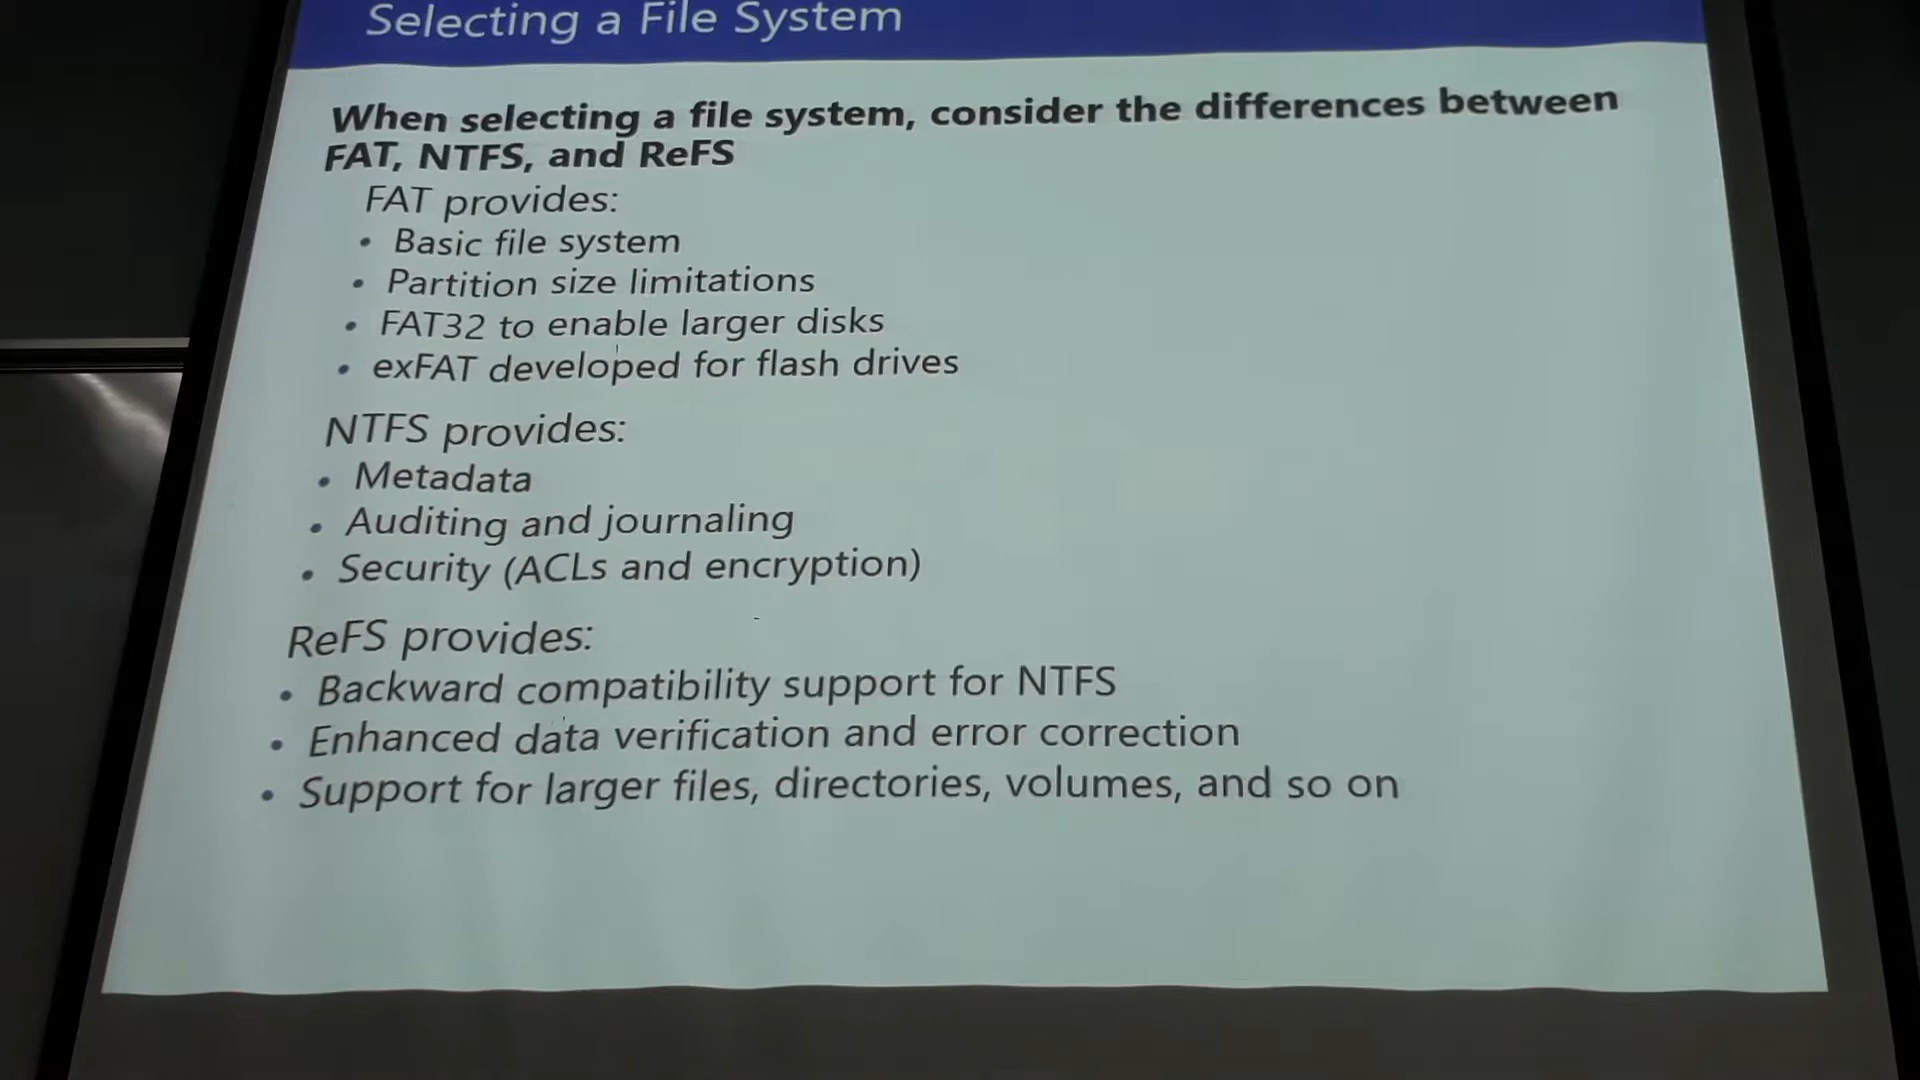 Selecting a File System
When selecting a file system, consider the differences between
FAT, NTFS, and ReFS
FAT provides:
• Basic file system
• Partition size limitations
• FAT32 to enable larger disks
• exFAT developed for flash drives
NTFS provides:
• Metadata
• Auditing and journaling
• Security (ACLs and encryption)
ReFS provides:
• Backward compatibility support for NTFS
• Enhanced data verification and error correction
• Support for larger files, directories, volumes, and so on